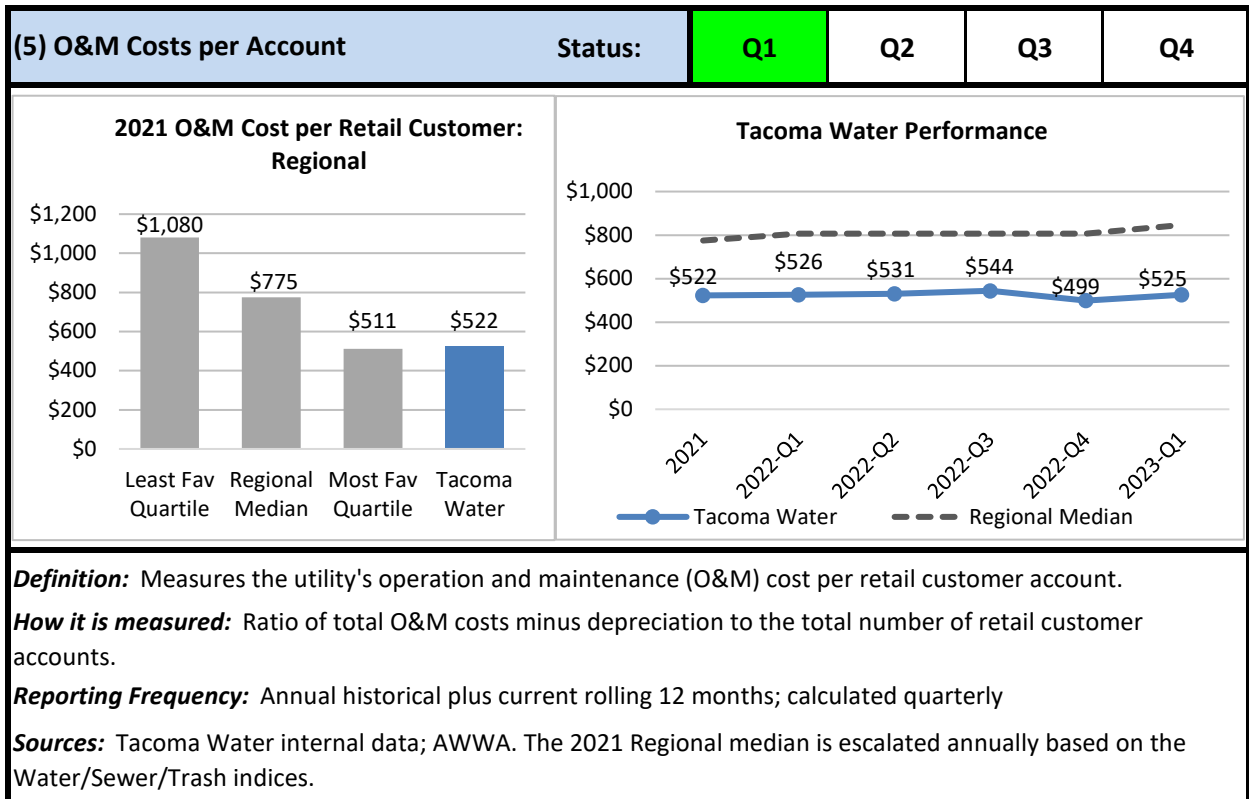 (5) O&M Costs per Account Status: Q1 Q2 Q3 Q4
2021 O&M Cost per Retail Customer:
Regional
$1,200
$1,000
$800
$600
$400
$200
$0
$1,080
$775
$511
$522
Least Fav
Quartile
Regional
Median
Most Fav
Quartile
Tacoma
Water
Tacoma Water Performance
$1,000
$800
$600
$400
$200
$0
$522
$526
$531
$544
$499
$525
2021
2022-Q1
2022-Q2
2022-Q3
2022-Q4
2023-Q1
Tacoma Water Regional Median
Definition: Measures the utility's operation and maintenance (O&M) cost per retail customer account.
How it is measured: Ratio of total O&M costs minus depreciation to the total number of retail customer
accounts.
Reporting Frequency: Annual historical plus current rolling 12 months; calculated quarterly
Sources: Tacoma Water internal data; AWWA. The 2021 Regional median is escalated annually based on the
Water/Sewer/Trash indices.